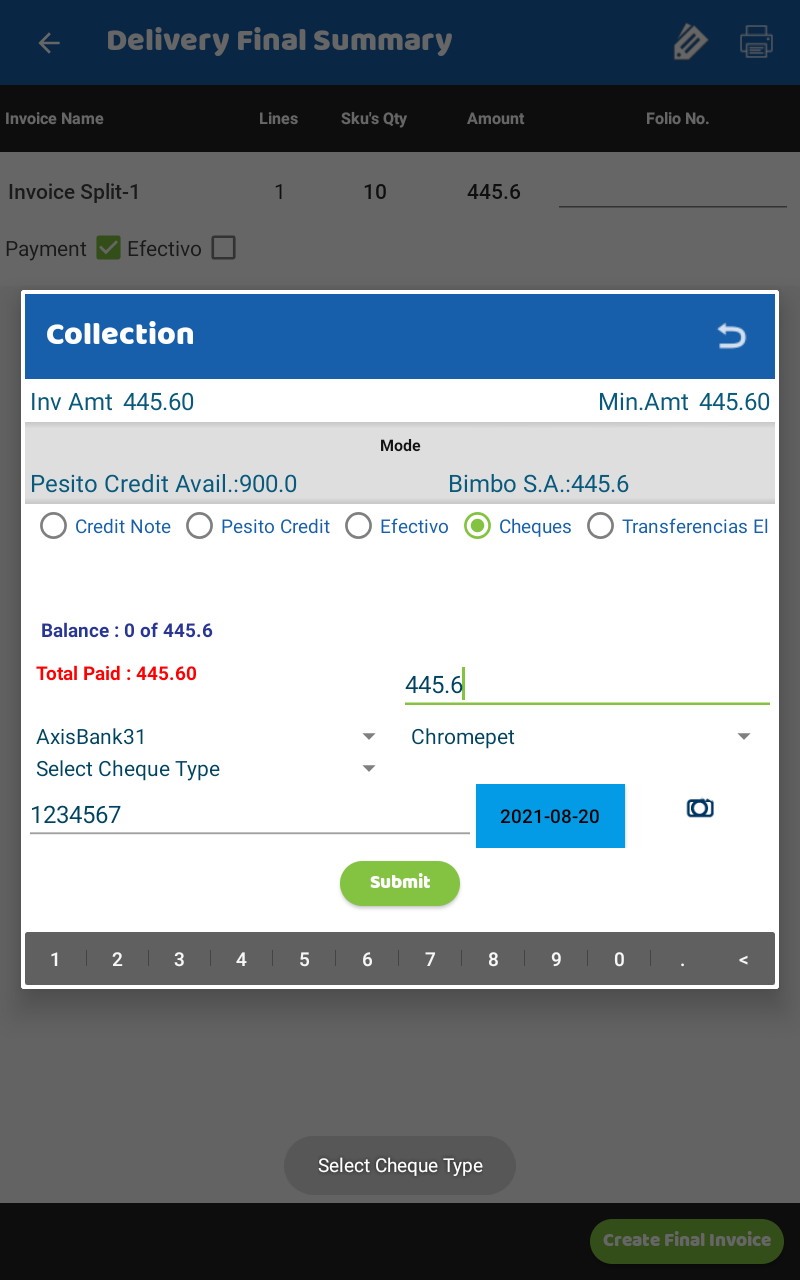 Delivery Final Summary
Invoice Name Lines Sku's Qty Amount Folio No.
Invoice Split-1 1 10 445.6
Payment Efectivo
Collection
Inv Amt 445.60 Min.Amt 445.60
Mode
Pesito Credit Avail.:900.0 Bimbo S.A.:445.6
Credit Note Pesito Credit Efectivo Cheques Transferencias El
Balance : 0 of 445.6
Total Paid : 445.60
445.6
AxisBank31 Chromepet
Select Cheque Type
1234567 2021-08-20
Submit
1 2 3 4 5 6 7 8 9 0 . <
Select Cheque Type
Create Final Invoice